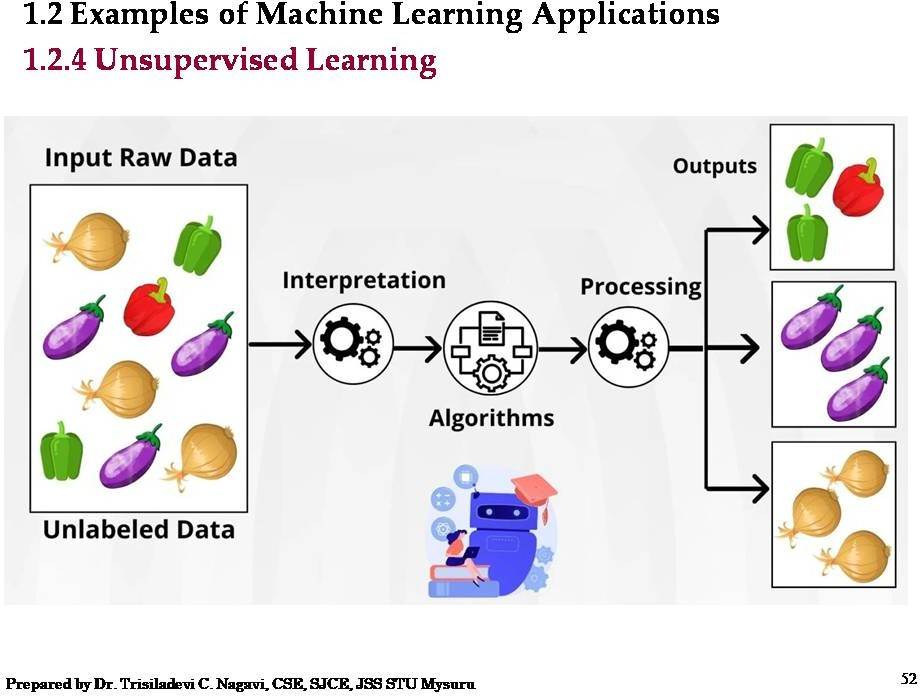 1.2 Examples of Machine Learning Applications
1.2.4 Unsupervised Learning
Input Raw Data
Outputs
Interpretation
Processing
Algorithms
Unlabeled Data
Prepared by Dr. Trisiladevi C. Nagavi, CSE, SJCE, JSS STU Mysuru
52